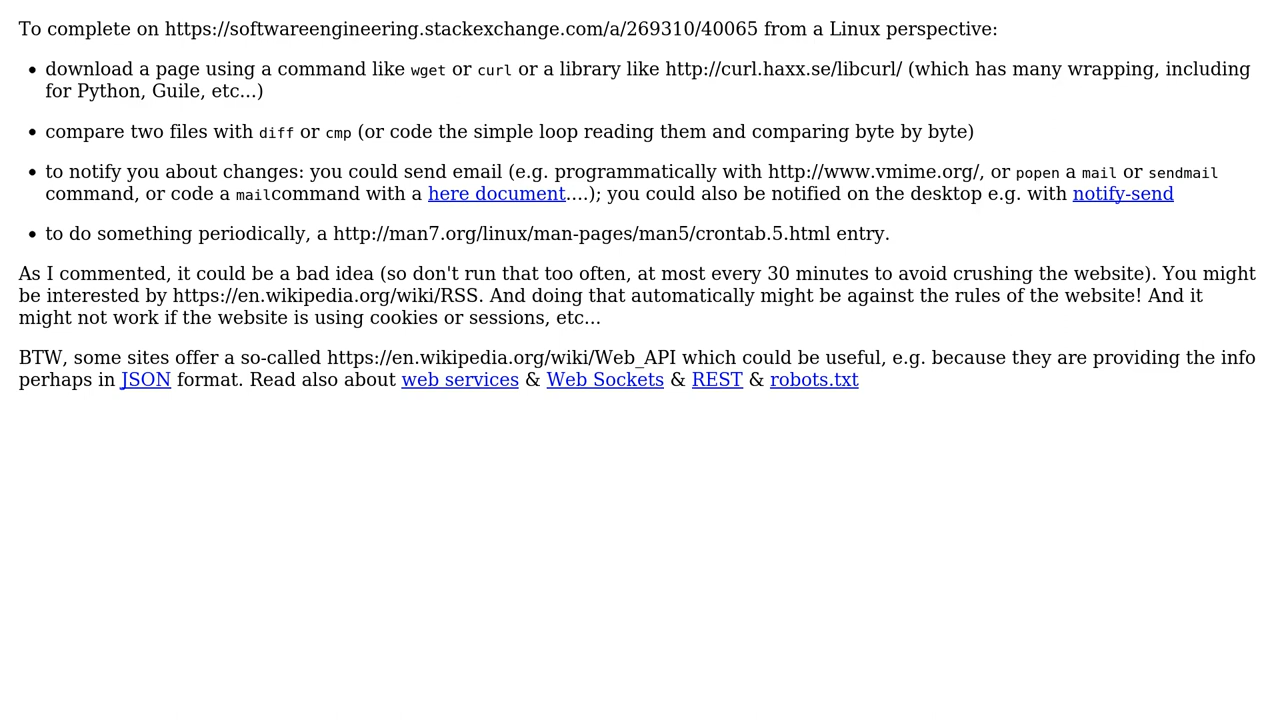 To complete on https://softwareengineering.stackexchange.com/a/269310/40065 from a Linux perspective:
• download a page using a command like wget or curl or a library like http://curl.haxx.se/libcurl/ (which has many wrapping, including
for Python, Guile, etc...)
• compare two files with diff or cmp (or code the simple loop reading them and comparing byte by byte)
• to notify you about changes: you could send email (e.g. programmatically with http://www.vmime.org/, or popen a mail or sendmail
command, or code a mailcommand with a here document....); you could also be notified on the desktop e.g. with notify-send
• to do something periodically, a http://man7.org/linux/man-pages/man5/crontab.5.html entry.
As I commented, it could be a bad idea (so don't run that too often, at most every 30 minutes to avoid crushing the website). You might
be interested by https://en.wikipedia.org/wiki/RSS. And doing that automatically might be against the rules of the website! And it
might not work if the website is using cookies or sessions, etc...
BTW, some sites offer a so-called https://en.wikipedia.org/wiki/Web_API which could be useful, e.g. because they are providing the info
perhaps in JSON format. Read also about web services & Web Sockets & REST & robots.txt